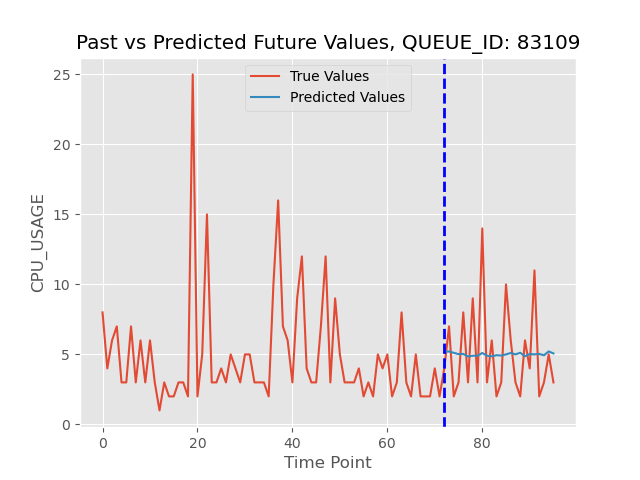 Past vs Predicted Future Values, QUEUE_ID: 83109
True Values
Predicted Values
CPU_USAGE
25
20
15
10
5
0
0 20 40 60 80
Time Point